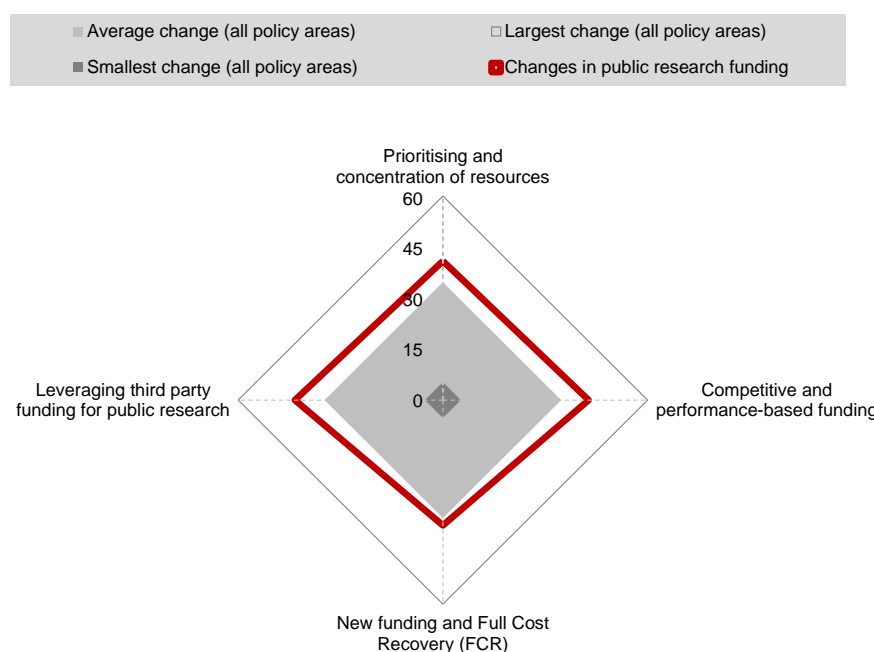 Average change (all policy areas)
Largest change (all policy areas)
Smallest change (all policy areas)
Changes in public research funding
Prioritising and
concentration of resources
60
45
30
15
0
Leveraging third party
funding for public research
Competitive and
performance-based funding
New funding and Full Cost
Recovery (FCR)